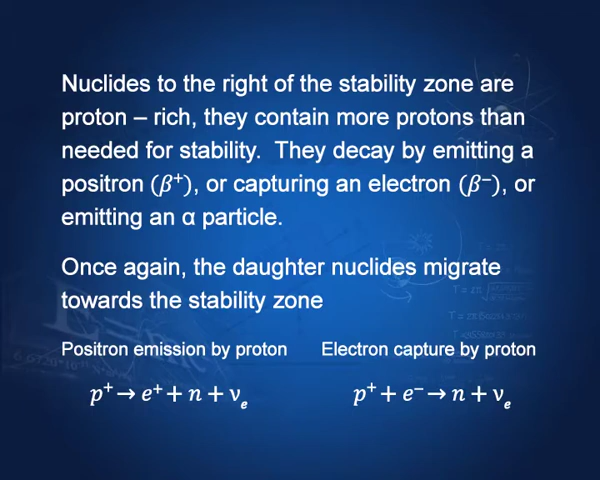 Nuclides to the right of the stability zone are
proton – rich, they contain more protons than
needed for stability.  They decay by emitting a
positron (β⁺), or capturing an electron (β⁻), or
emitting an α particle.
Once again, the daughter nuclides migrate
towards the stability zone
Positron emission by proton    Electron capture by proton
p⁺ → e⁺ + n + νₑ    p⁺ + e⁻ → n + νₑ